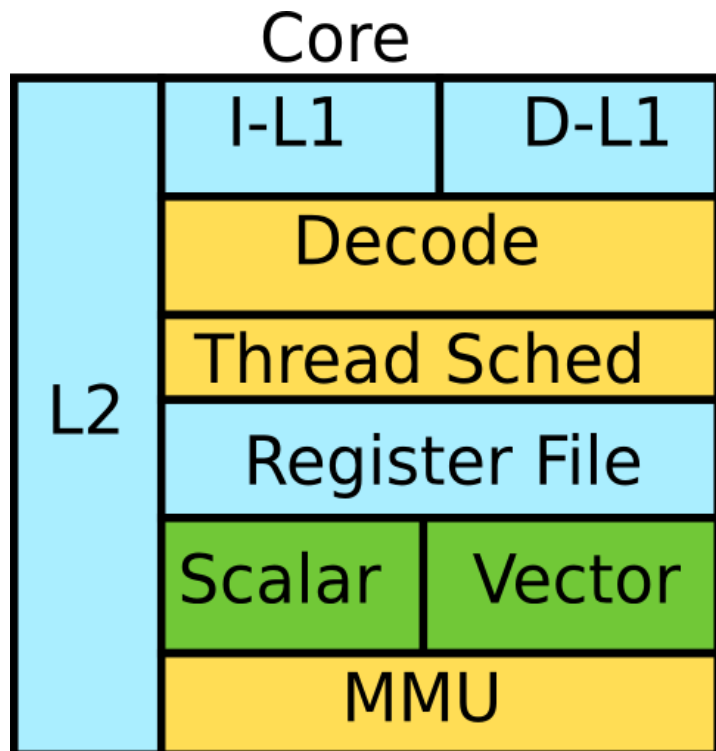 Core
I-L1 D-L1
Decode
Thread Sched
L2
Register File
Scalar Vector
MMU